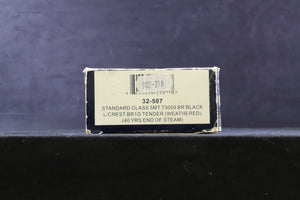 32-507
STANDARD CLASS 5MT 73050 BR BLACK
L/CREST BR1G TENDER (WEATHERED)
(40 YRS END OF STEAM)